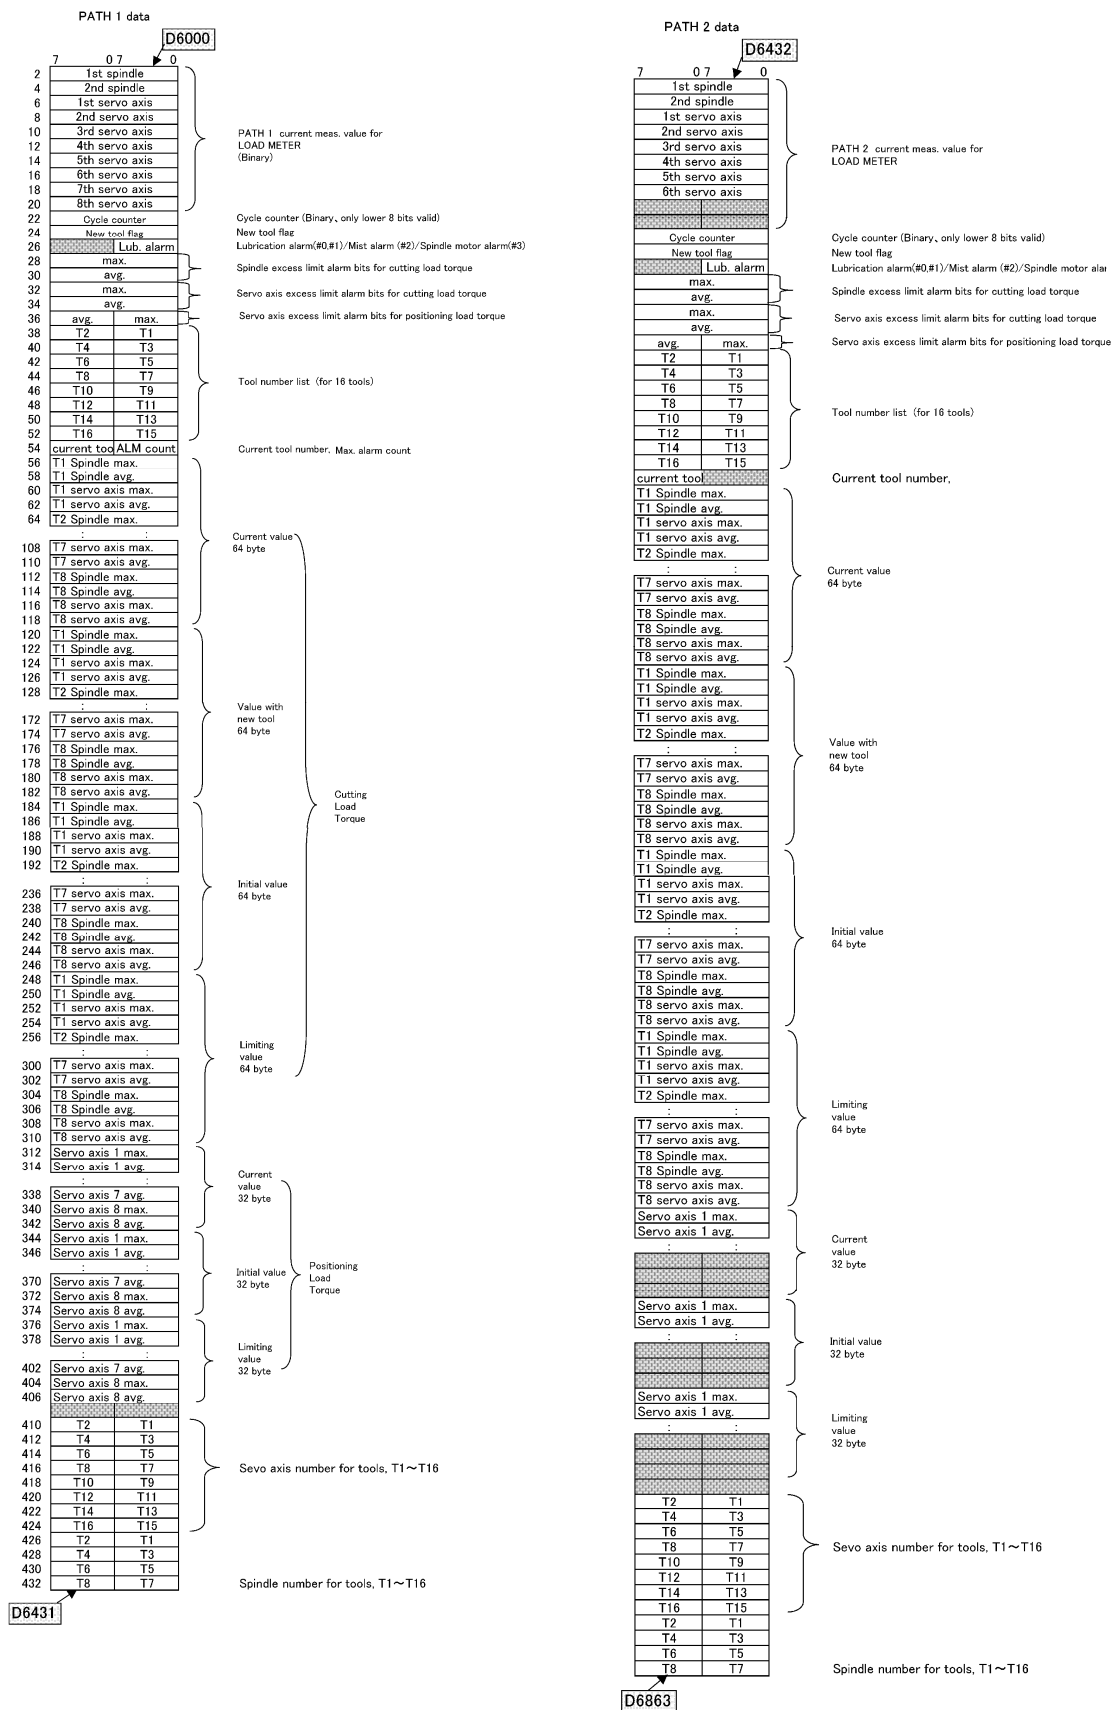 PATH 1 data
D6000
7 0 7 0
2 1st spindle
4 2nd spindle
6 1st servo axis
8 2nd servo axis
10 3rd servo axis
12 4th servo axis
14 5th servo axis
16 6th servo axis
18 7th servo axis
20 8th servo axis
PATH 1 current meas. value for
LOAD METER
(Binary)
22 Cycle counter Cycle counter (Binary、only lower 8 bits valid)
24 New tool flag New tool flag
26 Lub. alarm Lubrication alarm(#0,#1)/Mist alarm (#2)/Spindle motor alarm(#3)
28 max.
30 avg.
Spindle excess limit alarm bits for cutting load torque
32 max.
34 avg.
Servo axis excess limit alarm bits for cutting load torque
36 avg. max. Servo axis excess limit alarm bits for positioning load torque
38 T2 T1
40 T4 T3
42 T6 T5
44 T8 T7
46 T10 T9
48 T12 T11
50 T14 T13
52 T16 T15
Tool number list (for 16 tools)
54 current too ALM count Current tool number, Max. alarm count
56 T1 Spindle max.
58 T1 Spindle avg.
60 T1 servo axis max.
62 T1 servo axis avg.
64 T2 Spindle max.
: :
108 T7 servo axis max.
110 T7 servo axis avg.
112 T8 Spindle max.
114 T8 Spindle avg.
116 T8 servo axis max.
118 T8 servo axis avg.
Current value
64 byte
120 T1 Spindle max.
122 T1 Spindle avg.
124 T1 servo axis max.
126 T1 servo axis avg.
128 T2 Spindle max.
: :
172 T7 servo axis max.
174 T7 servo axis avg.
176 T8 Spindle max.
178 T8 Spindle avg.
180 T8 servo axis max.
182 T8 servo axis avg.
Value with
new tool
64 byte
184 T1 Spindle max.
186 T1 Spindle avg.
188 T1 servo axis max.
190 T1 servo axis avg.
192 T2 Spindle max.
: :
236 T7 servo axis max.
238 T7 servo axis avg.
240 T8 Spindle max.
242 T8 Spindle avg.
244 T8 servo axis max.
246 T8 servo axis avg.
Initial value
64 byte
248 T1 Spindle max.
250 T1 Spindle avg.
252 T1 servo axis max.
254 T1 servo axis avg.
256 T2 Spindle max.
: :
300 T7 servo axis max.
302 T7 servo axis avg.
304 T8 Spindle max.
306 T8 Spindle avg.
308 T8 servo axis max.
310 T8 servo axis avg.
Limiting
value
64 byte
Cutting
Load
Torque
312 Servo axis 1 max.
314 Servo axis 1 avg.
: :
338 Servo axis 7 avg.
340 Servo axis 8 max.
342 Servo axis 8 avg.
Current
value
32 byte
344 Servo axis 1 max.
346 Servo axis 1 avg.
: :
370 Servo axis 7 avg.
372 Servo axis 8 max.
374 Servo axis 8 avg.
Initial value
32 byte
376 Servo axis 1 max.
378 Servo axis 1 avg.
: :
402 Servo axis 7 avg.
404 Servo axis 8 max.
406 Servo axis 8 avg.
Limiting
value
32 byte
Positioning
Load
Torque
410 T2 T1
412 T4 T3
414 T6 T5
416 T8 T7
418 T10 T9
420 T12 T11
422 T14 T13
424 T16 T15
Sevo axis number for tools, T1〜T16
426 T2 T1
428 T4 T3
430 T6 T5
432 T8 T7
Spindle number for tools, T1〜T16
D6431
PATH 2 data
D6432
7 0 7 0
1st spindle
2nd spindle
1st servo axis
2nd servo axis
3rd servo axis
4th servo axis
5th servo axis
6th servo axis
PATH 2 current meas. value for
LOAD METER
Cycle counter Cycle counter (Binary、only lower 8 bits valid)
New tool flag New tool flag
Lub. alarm Lubrication alarm(#0,#1)/Mist alarm (#2)/Spindle motor alar
max.
avg.
Spindle excess limit alarm bits for cutting load torque
max.
avg.
Servo axis excess limit alarm bits for cutting load torque
avg. max. Servo axis excess limit alarm bits for positioning load torque
T2 T1
T4 T3
T6 T5
T8 T7
T10 T9
T12 T11
T14 T13
T16 T15
Tool number list (for 16 tools)
current tool Current tool number,
T1 Spindle max.
T1 Spindle avg.
T1 servo axis max.
T1 servo axis avg.
T2 Spindle max.
: :
T7 servo axis max.
T7 servo axis avg.
T8 Spindle max.
T8 Spindle avg.
T8 servo axis max.
T8 servo axis avg.
Current value
64 byte
T1 Spindle max.
T1 Spindle avg.
T1 servo axis max.
T1 servo axis avg.
T2 Spindle max.
: :
T7 servo axis max.
T7 servo axis avg.
T8 Spindle max.
T8 Spindle avg.
T8 servo axis max.
T8 servo axis avg.
Value with
new tool
64 byte
T1 Spindle max.
T1 Spindle avg.
T1 servo axis max.
T1 servo axis avg.
T2 Spindle max.
: :
T7 servo axis max.
T7 servo axis avg.
T8 Spindle max.
T8 Spindle avg.
T8 servo axis max.
T8 servo axis avg.
Initial value
64 byte
T1 Spindle max.
T1 Spindle avg.
T1 servo axis max.
T1 servo axis avg.
T2 Spindle max.
: :
T7 servo axis max.
T7 servo axis avg.
T8 Spindle max.
T8 Spindle avg.
T8 servo axis max.
T8 servo axis avg.
Limiting
value
64 byte
Servo axis 1 max.
Servo axis 1 avg.
: :
Current
value
32 byte
Servo axis 1 max.
Servo axis 1 avg.
: :
Initial value
32 byte
Servo axis 1 max.
Servo axis 1 avg.
: :
Limiting
value
32 byte
T2 T1
T4 T3
T6 T5
T8 T7
T10 T9
T12 T11
T14 T13
T16 T15
Sevo axis number for tools, T1〜T16
T2 T1
T4 T3
T6 T5
T8 T7
Spindle number for tools, T1〜T16
D6863